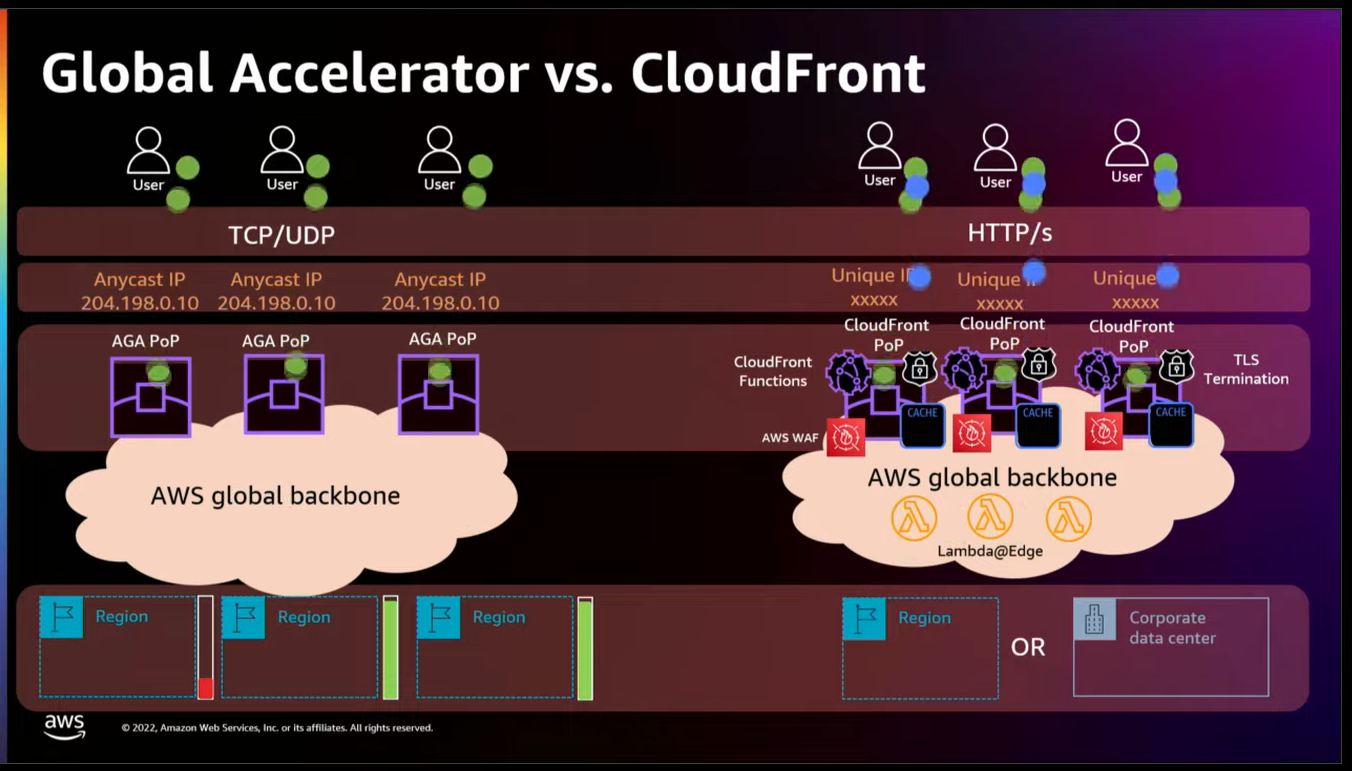 Global Accelerator vs. CloudFront
User
User
User
User
User
User
TCP/UDP
HTTP/s
Anycast IP
204.198.0.10
Anycast IP
204.198.0.10
Anycast IP
204.198.0.10
Unique
xxxxx
Unique
xxxxx
Unique
xxxxx
AGA PoP
AGA PoP
AGA PoP
CloudFront
PoP
CloudFront
PoP
CloudFront
PoP
CloudFront
Functions
TLS
Termination
CACHE
CACHE
CACHE
AWS WAF
AWS global backbone
AWS global backbone
Lambda@Edge
Region
Region
Region
Region
OR
Corporate
data center
aws
© 2022, Amazon Web Services, Inc. or its affiliates. All rights reserved.